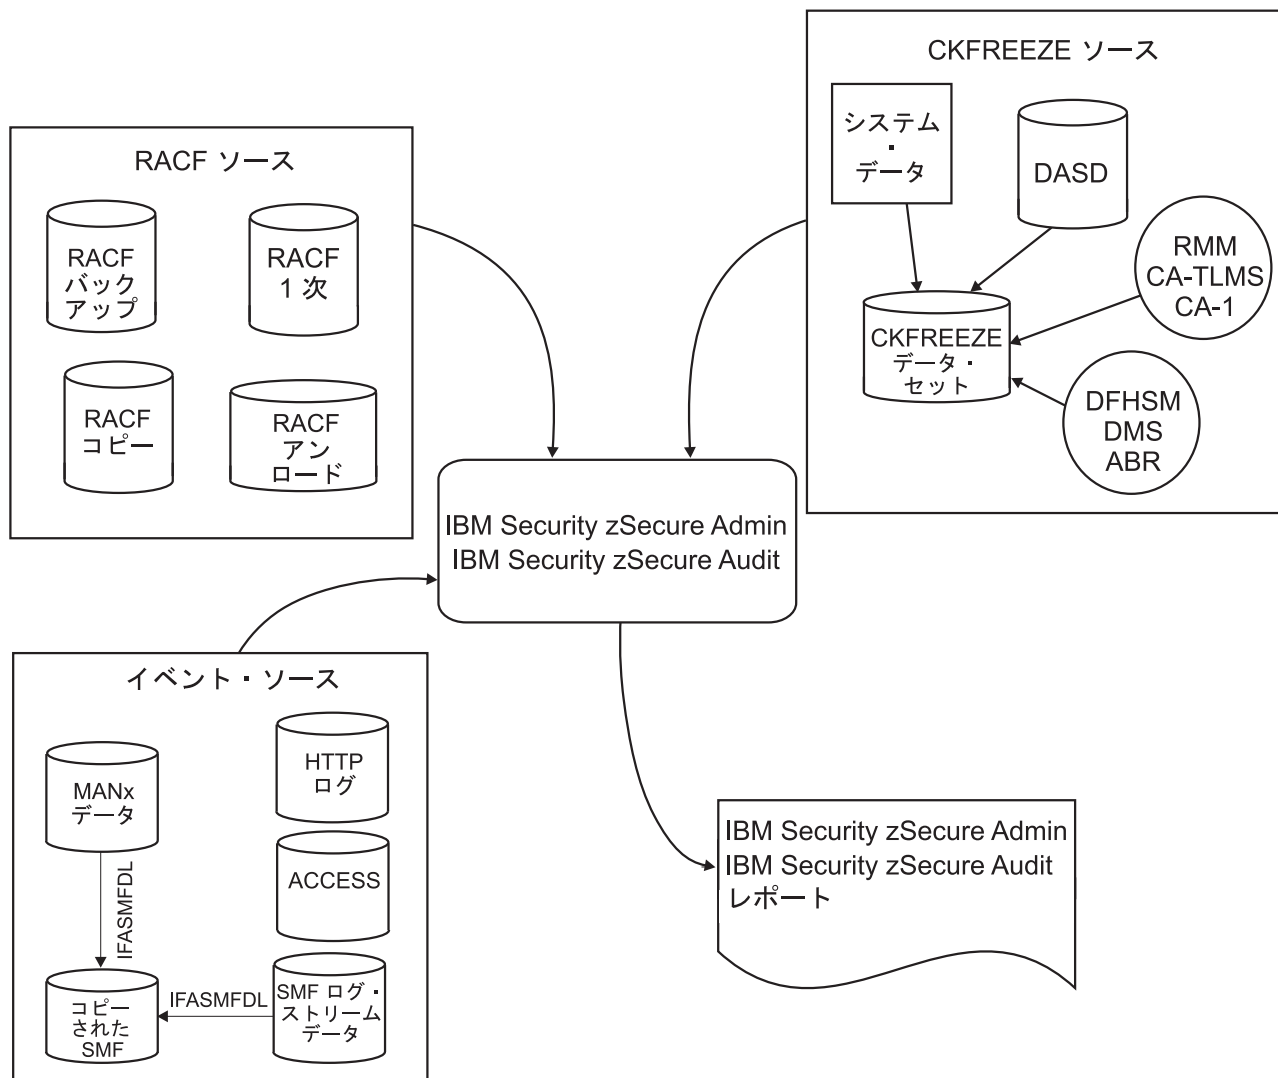 CKFREEZE ソース
システム
・
データ
DASD
RMM
CA-TLMS
CA-1
CKFREEZE
データ・
セット
DFHSM
DMS
ABR
RACF ソース
RACF
バック
アップ
RACF
1 次
RACF
コピー
RACF
アン
ロード
IBM Security zSecure Admin
IBM Security zSecure Audit
イベント・ソース
MANx
データ
HTTP
ログ
IFASMFDL
ACCESS
コピー
された
SMF
IFASMFDL
SMF ログ・
ストリーム
データ
IBM Security zSecure Admin
IBM Security zSecure Audit
レポート